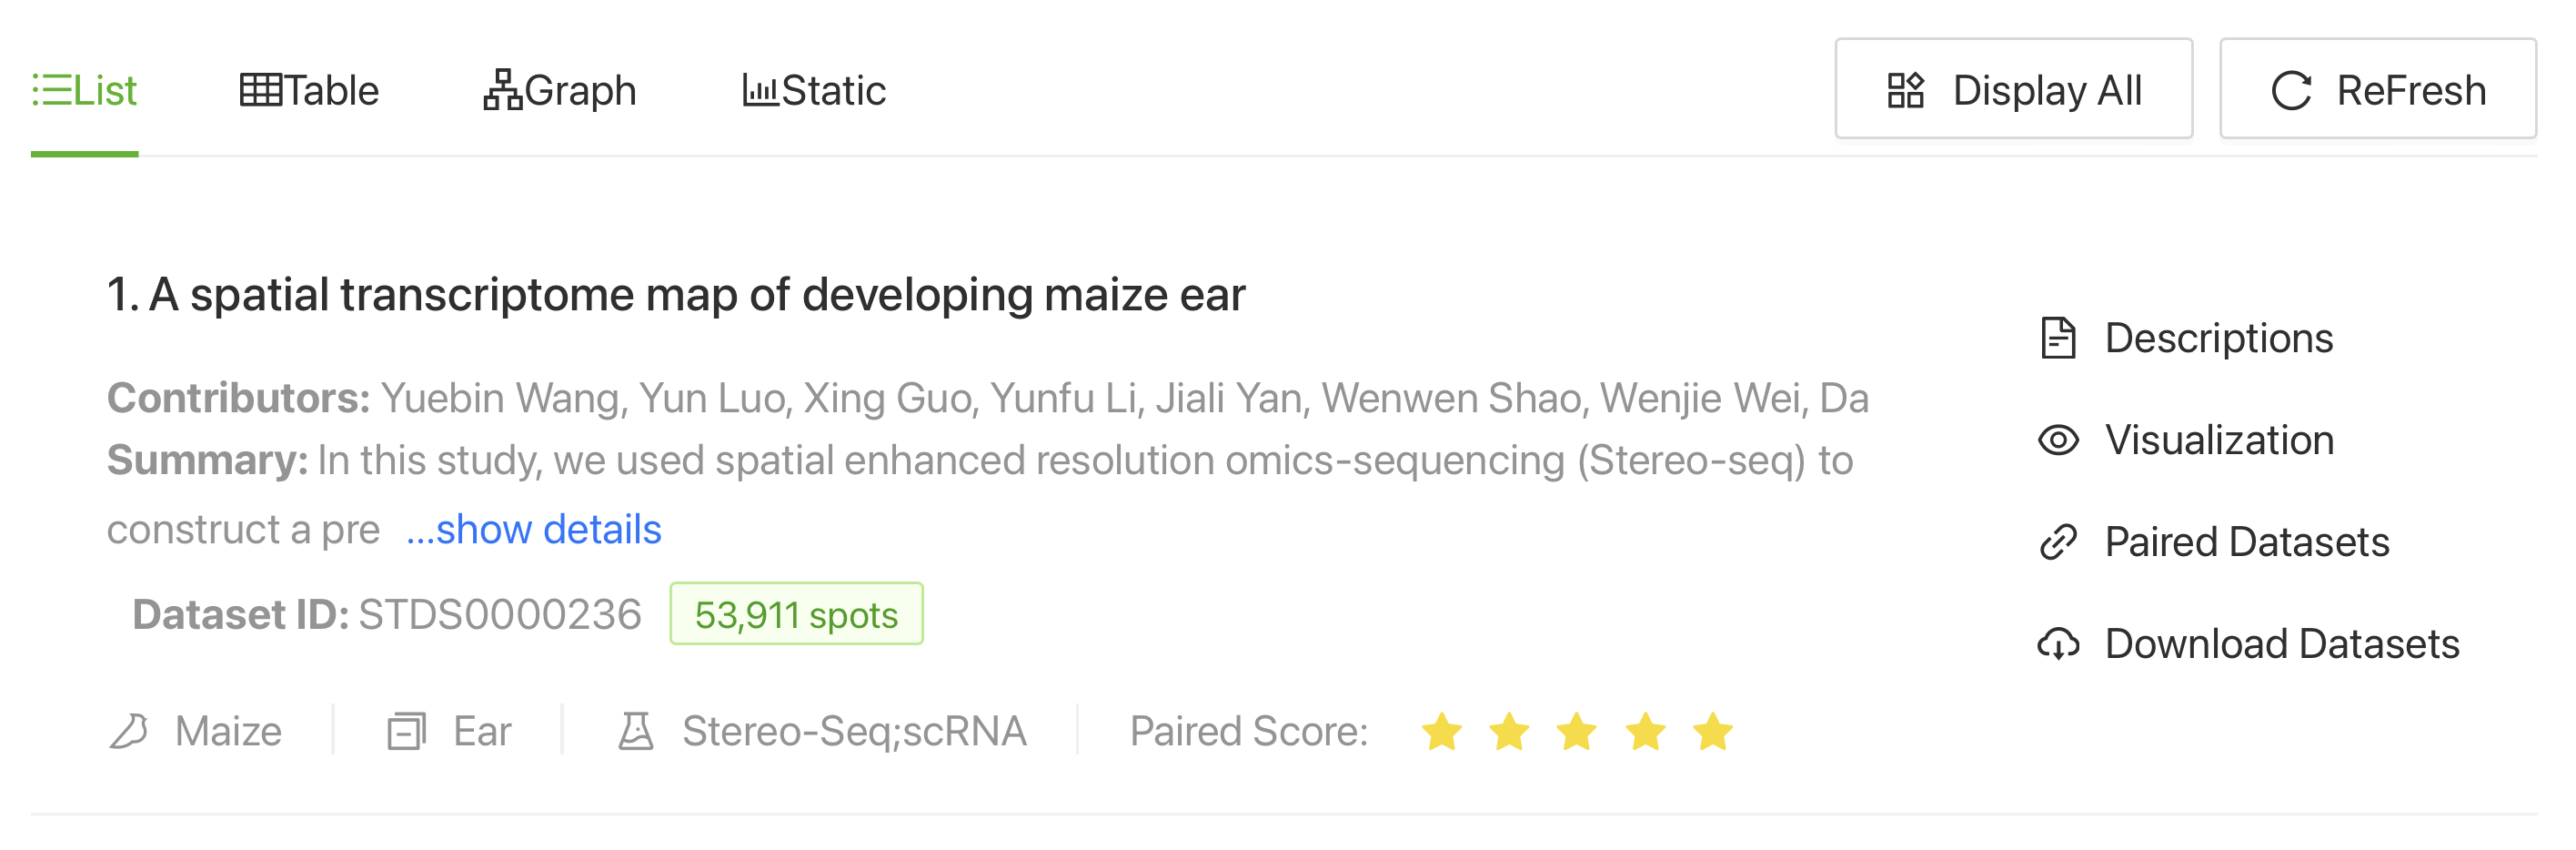 List Table Graph Static Display All ReFresh
1. A spatial transcriptome map of developing maize ear
Contributors: Yuebin Wang, Yun Luo, Xing Guo, Yunfu Li, Jiali Yan, Wenwen Shao, Wenjie Wei, Da
Summary: In this study, we used spatial enhanced resolution omics-sequencing (Stereo-seq) to
construct a pre ...show details
Dataset ID: STDS0000236 53,911 spots
Maize Ear Stereo-Seq;scRNA Paired Score:
Descriptions
Visualization
Paired Datasets
Download Datasets